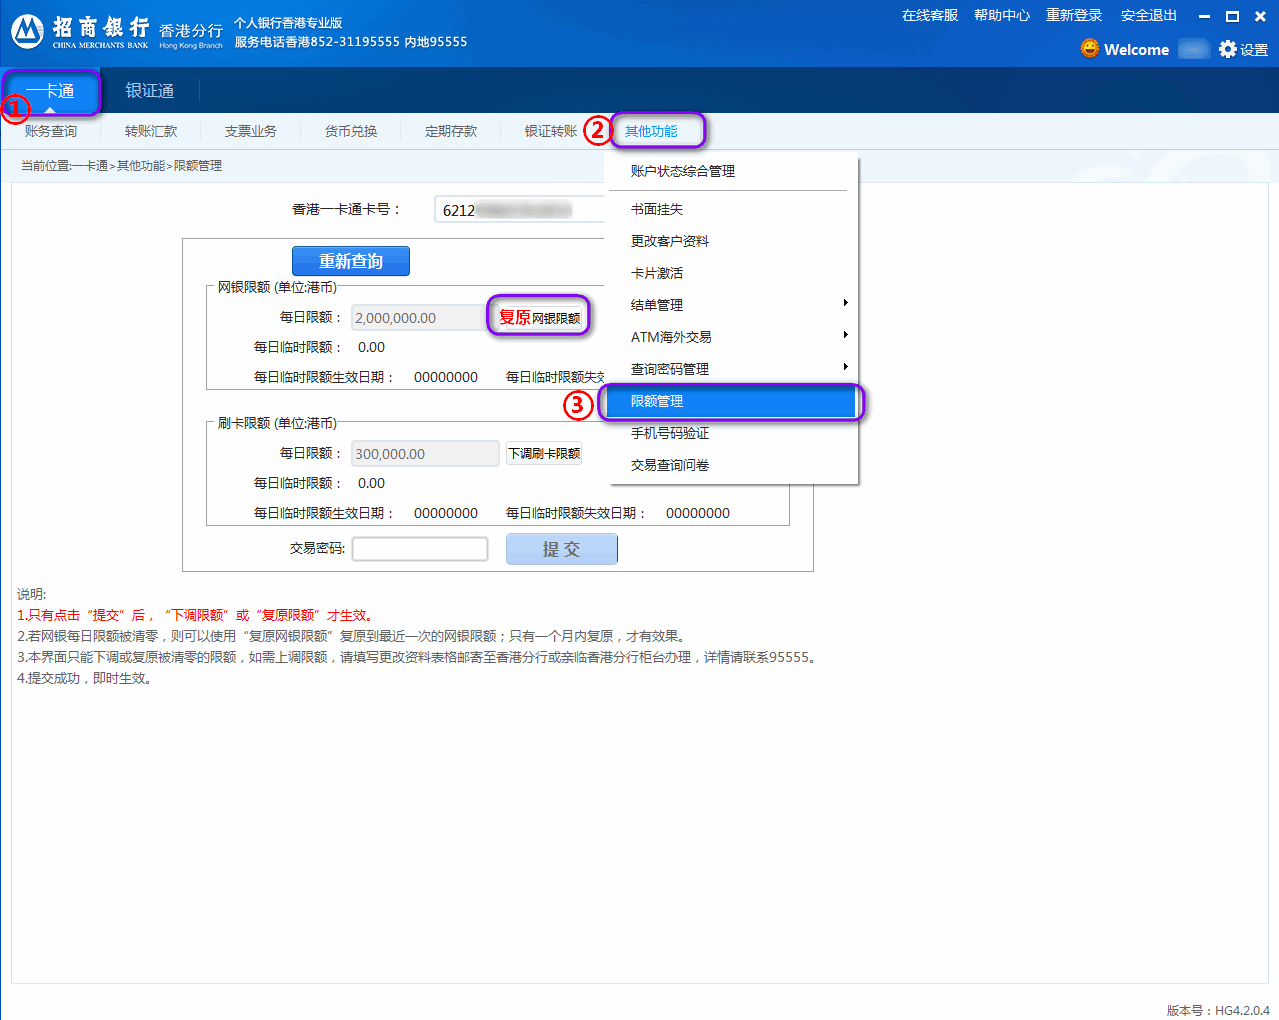 招商银行 香港分行 个人银行香港专业版
CHINA MERCHANTS BANK Hong Kong Branch 服务电话香港852-31195555 内地95555
在线客服 帮助中心 重新登录 安全退出
Welcome 设置
一卡通 银证通
①
账务查询 转账汇款 支票业务 货币兑换 定期存款 银证转账 ② 其他功能
当前位置:一卡通>其他功能>限额管理
账户状态综合管理
书面挂失
更改客户资料
卡片激活
结单管理
ATM海外交易
查询密码管理
③ 限额管理
手机号码验证
交易查询问卷
香港一卡通卡号： 6212
重新查询
网银限额 (单位:港币)
每日限额： 2,000,000.00 复原网银限额
每日临时限额： 0.00
每日临时限额生效日期： 00000000 每日临时限额失效
刷卡限额 (单位:港币)
每日限额： 300,000.00 下调刷卡限额
每日临时限额： 0.00
每日临时限额生效日期： 00000000 每日临时限额失效日期： 00000000
交易密码: 提 交
说明:
1.只有点击“提交”后，“下调限额”或“复原限额”才生效。
2.若网银每日限额被清零，则可以使用“复原网银限额”复原到最近一次的网银限额；只有一个月内复原，才有效果。
3.本界面只能下调或复原被清零的限额，如需上调限额，请填写更改资料表格邮寄至香港分行或亲临香港分行柜台办理，详情请联系95555。
4.提交成功，即时生效。
版本号：HG4.2.0.4